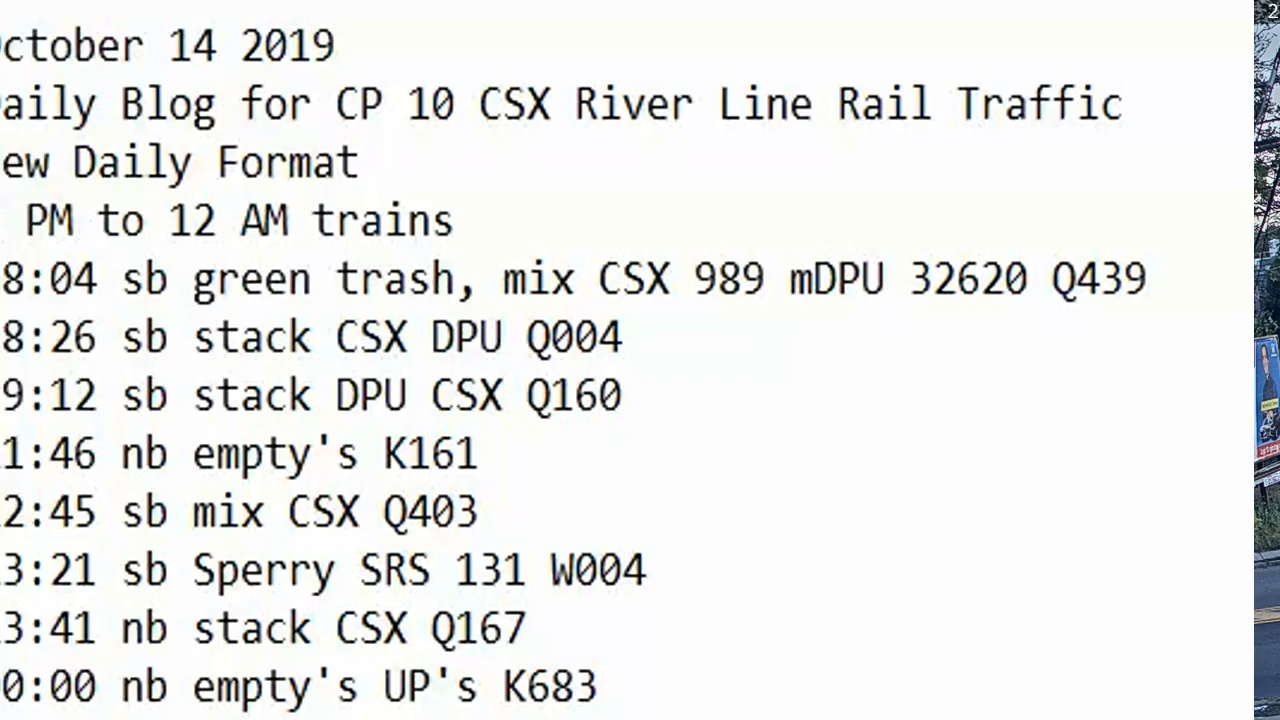 ctober 14 2019
aily Blog for CP 10 CSX River Line Rail Traffic
ew Daily Format
PM to 12 AM trains
8:04 sb green trash, mix CSX 989 mDPU 32620 Q439
8:26 sb stack CSX DPU Q004
9:12 sb stack DPU CSX Q160
1:46 nb empty's K161
2:45 sb mix CSX Q403
3:21 sb Sperry SRS 131 W004
3:41 nb stack CSX Q167
0:00 nb empty's UP's K683
2